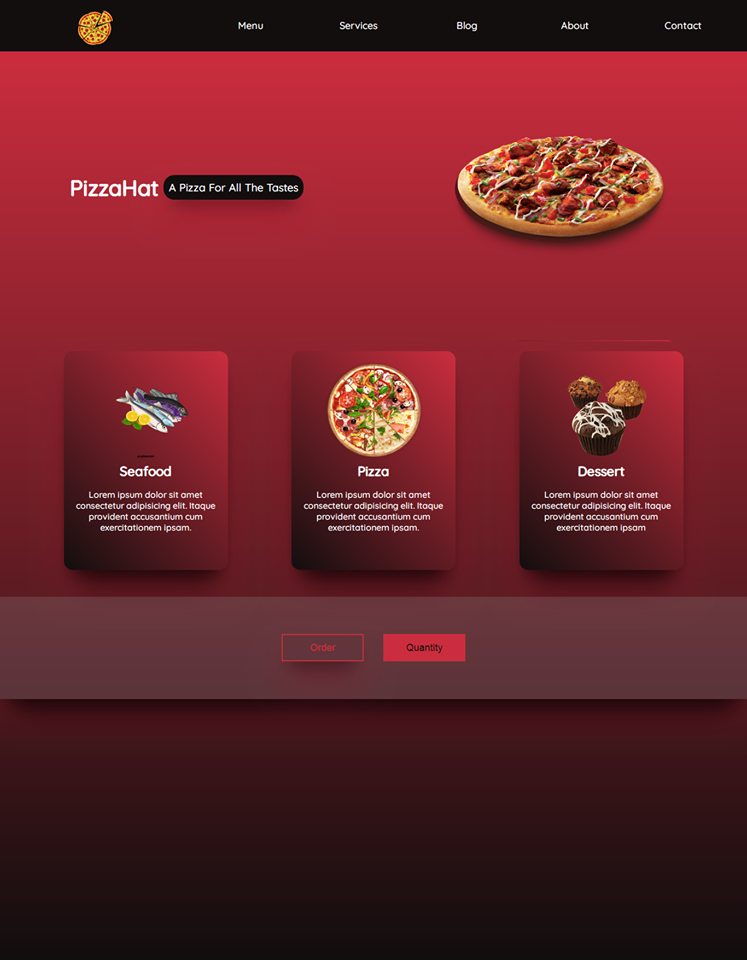 Menu Services Blog About Contact
PizzaHat A Pizza For All The Tastes
Seafood
Lorem ipsum dolor sit amet
consectetur adipisicing elit. Itaque
provident accusantium cum
exercitationem ipsam.
Pizza
Lorem ipsum dolor sit amet
consectetur adipisicing elit. Itaque
provident accusantium cum
exercitationem ipsam.
Dessert
Lorem ipsum dolor sit amet
consectetur adipisicing elit. Itaque
provident accusantium cum
exercitationem ipsam
Order Quantity